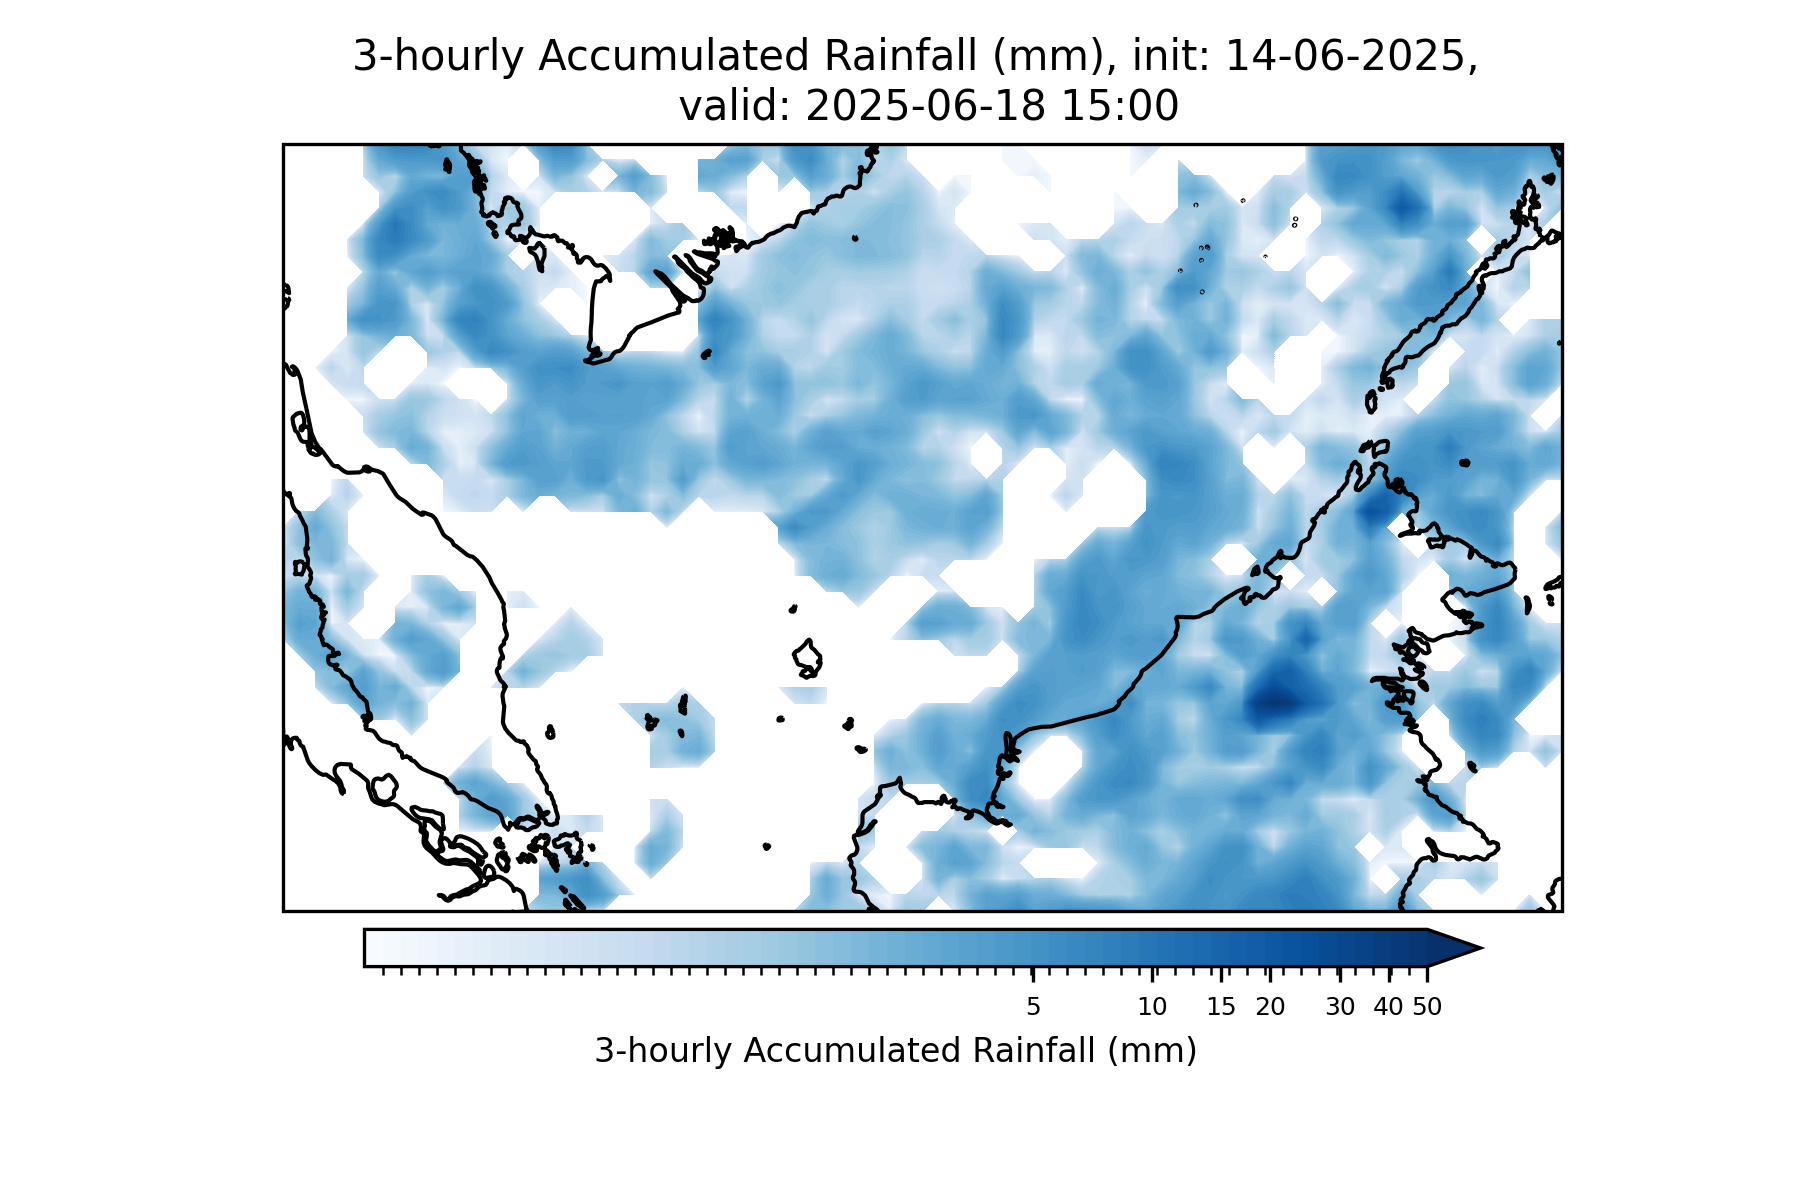 3-hourly Accumulated Rainfall (mm), init: 14-06-2025,
valid: 2025-06-18 15:00
5 10 15 20 30 40 50
3-hourly Accumulated Rainfall (mm)